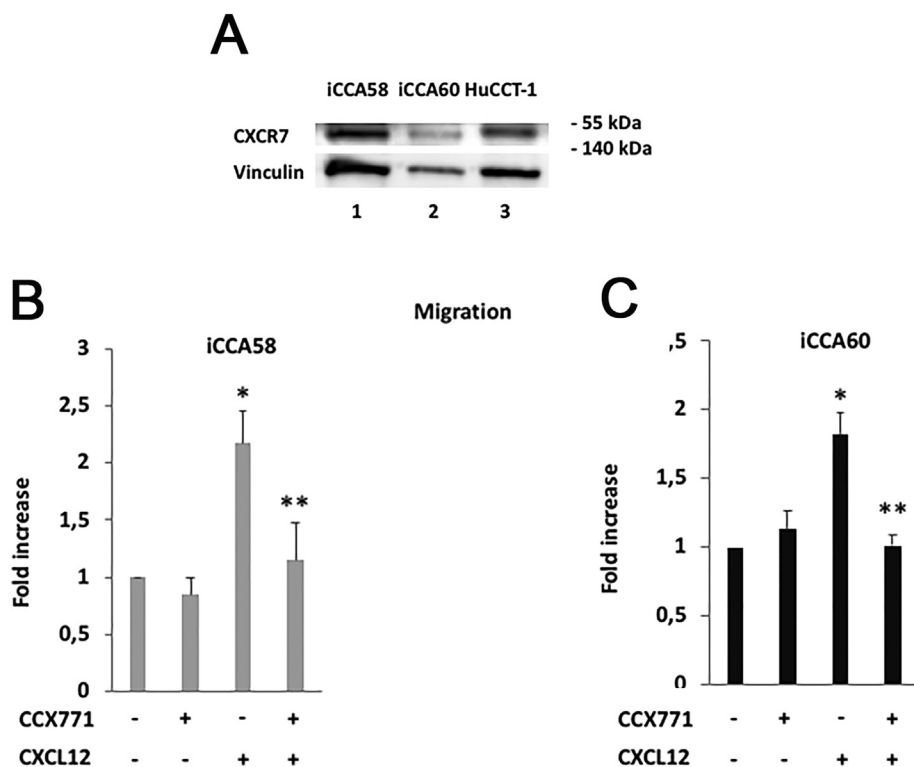 A
iCCA58 iCCA60 HuCCT-1
CXCR7
- 55 kDa
- 140 kDa
Vinculin
1 2 3
B
Migration
C
iCCA58
3
2,5
2
1,5
1
0,5
0
Fold increase
*
**
CCX771 - + - +
CXCL12 - - + +
iCCA60
,5
2
1,5
1
0,5
0
Fold increase
*
**
CCX771 - + - +
CXCL12 - - + +